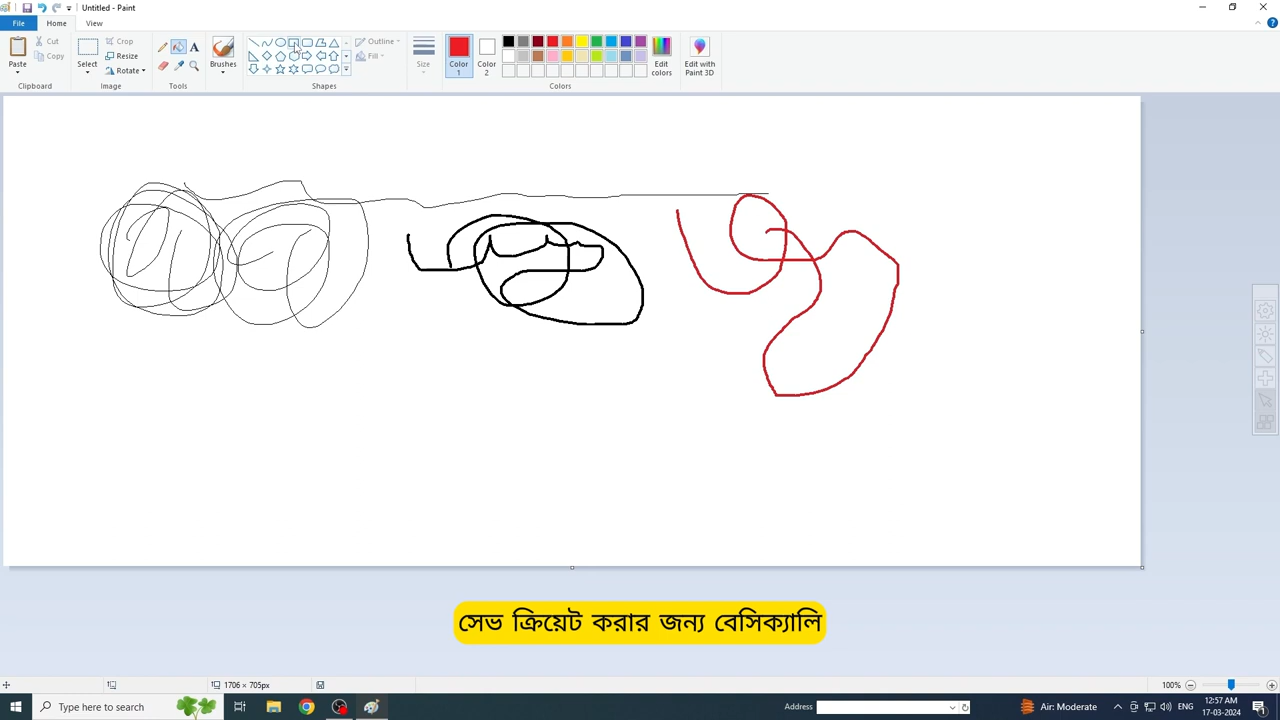 Untitled - Paint
File
Home
View
Paste
Cut
Copy
Clipboard
Select
Crop
Resize
Rotate
Image
Tools
Brushes
Shapes
Outline
Fill
Size
Color 1
Color 2
Edit colors
Edit with Paint 3D
Colors
সেভ ক্রিয়েট করার জন্য বেসিক্যালি
1706 × 705px
100%
Type here to search
Address
Air: Moderate
ENG
12:57 AM
17-03-2024